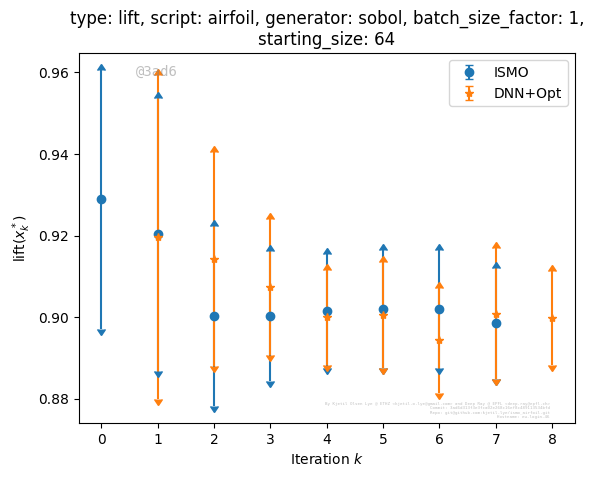 type: lift, script: airfoil, generator: sobol, batch_size_factor: 1,
starting_size: 64
@3ad6
ISMO
DNN+Opt
0.96
0.94
0.92
0.90
0.88
lift(x*k)
0 1 2 3 4 5 6 7 8
Iteration k